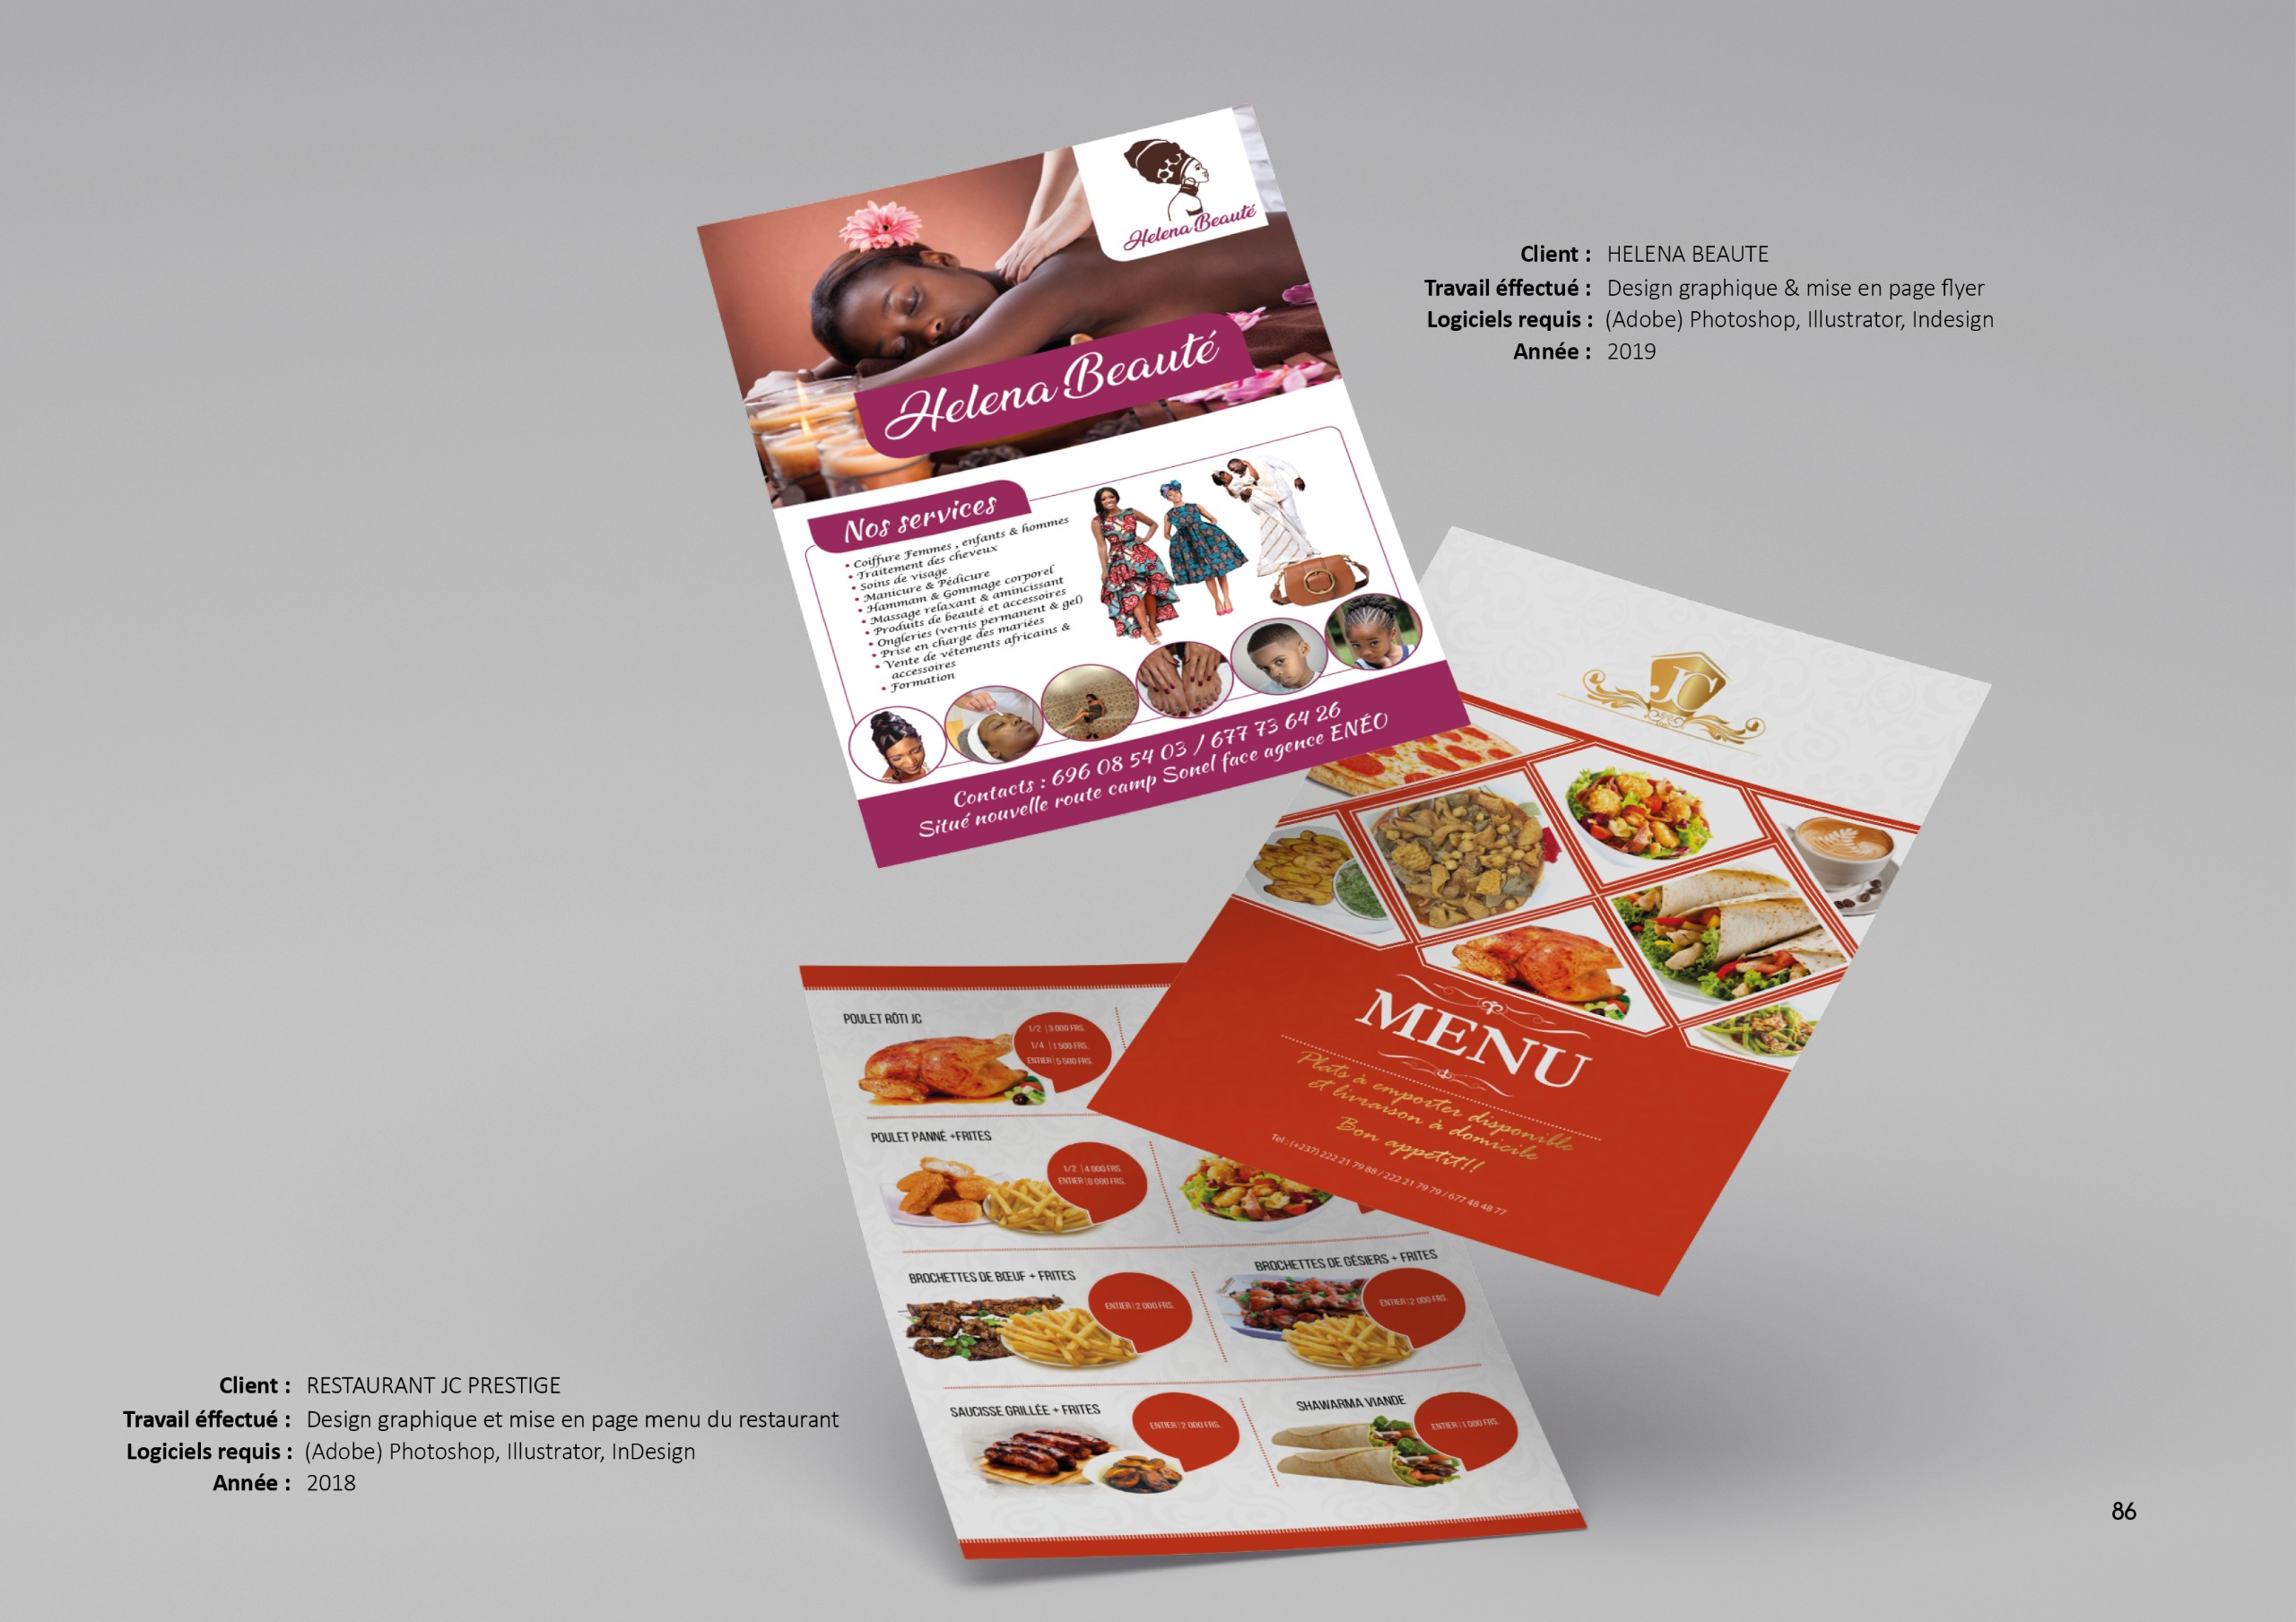 Helena Beauté
Helena Beauté
Nos services
• Coiffure Femmes , enfants & hommes
• Traitement des cheveux
• Soins de visage
• Manicure & Pédicure
• Hammam & Gommage corporel
• Massage relaxant & amincissant
• Produits de beauté et accessoires
• Ongleries (vernis permanent & gel)
• Prise en charge des mariées
• Vente de vêtements africains &
accessoires
• Formation
Contacts : 696 08 54 03 / 677 73 64 26
Situé nouvelle route camp Sonel face agence ENÉO
Client : HELENA BEAUTE
Travail éffectué : Design graphique & mise en page flyer
Logiciels requis : (Adobe) Photoshop, Illustrator, Indesign
Année : 2019
JC
MENU
Plats à emporter disponible
et livraison à domicile
Bon appétit!!
Tel : (+237) 222 21 79 88 / 222 21 79 79 / 677 48 48 77
POULET RÔTI JC
1/2 | 3 000 FRS.
1/4 | 1 500 FRS.
ENTIER | 5 500 FRS.
POULET PANNÉ +FRITES
1/2 | 4 000 FRS.
ENTIER | 8 000 FRS.
BROCHETTES DE BŒUF + FRITES
ENTIER | 2 000 FRS.
BROCHETTES DE GÉSIERS + FRITES
ENTIER | 2 000 FRS.
SAUCISSE GRILLÉE + FRITES
ENTIER | 2 000 FRS.
SHAWARMA VIANDE
ENTIER | 1 000 FRS.
Client : RESTAURANT JC PRESTIGE
Travail éffectué : Design graphique et mise en page menu du restaurant
Logiciels requis : (Adobe) Photoshop, Illustrator, InDesign
Année : 2018
86